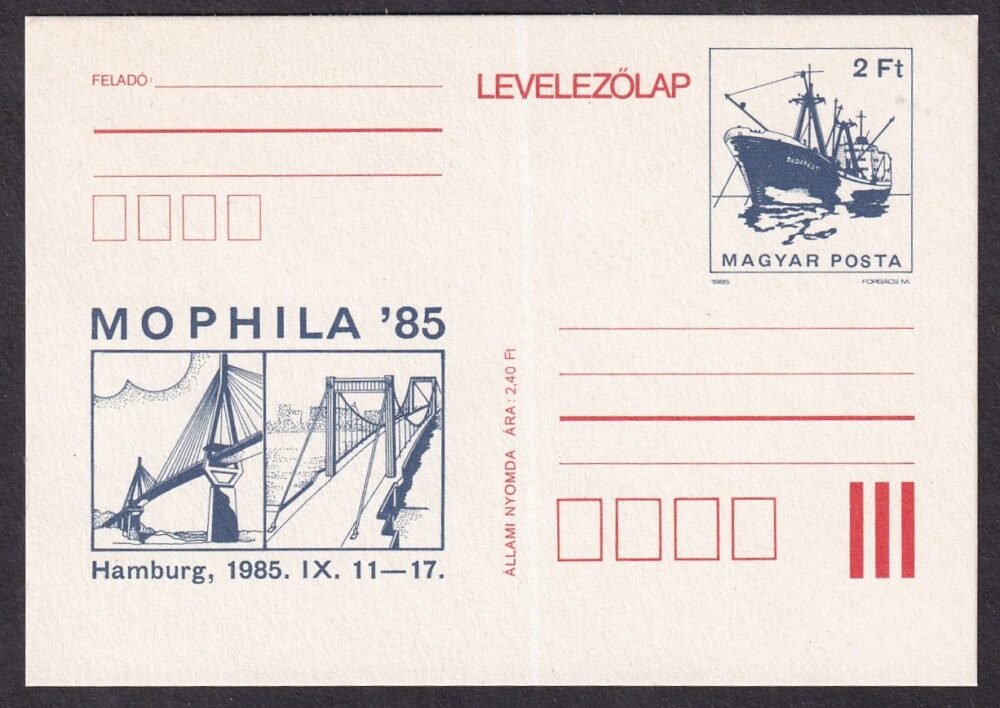 FELADÓ:
LEVELEZŐLAP
2 Ft
BUDAPEST
MAGYAR POSTA
1985
FORGÁCS M.
MOPHILA '85
Hamburg, 1985. IX. 11—17.
ÁLLAMI NYOMDA ÁRA: 2,40 Ft